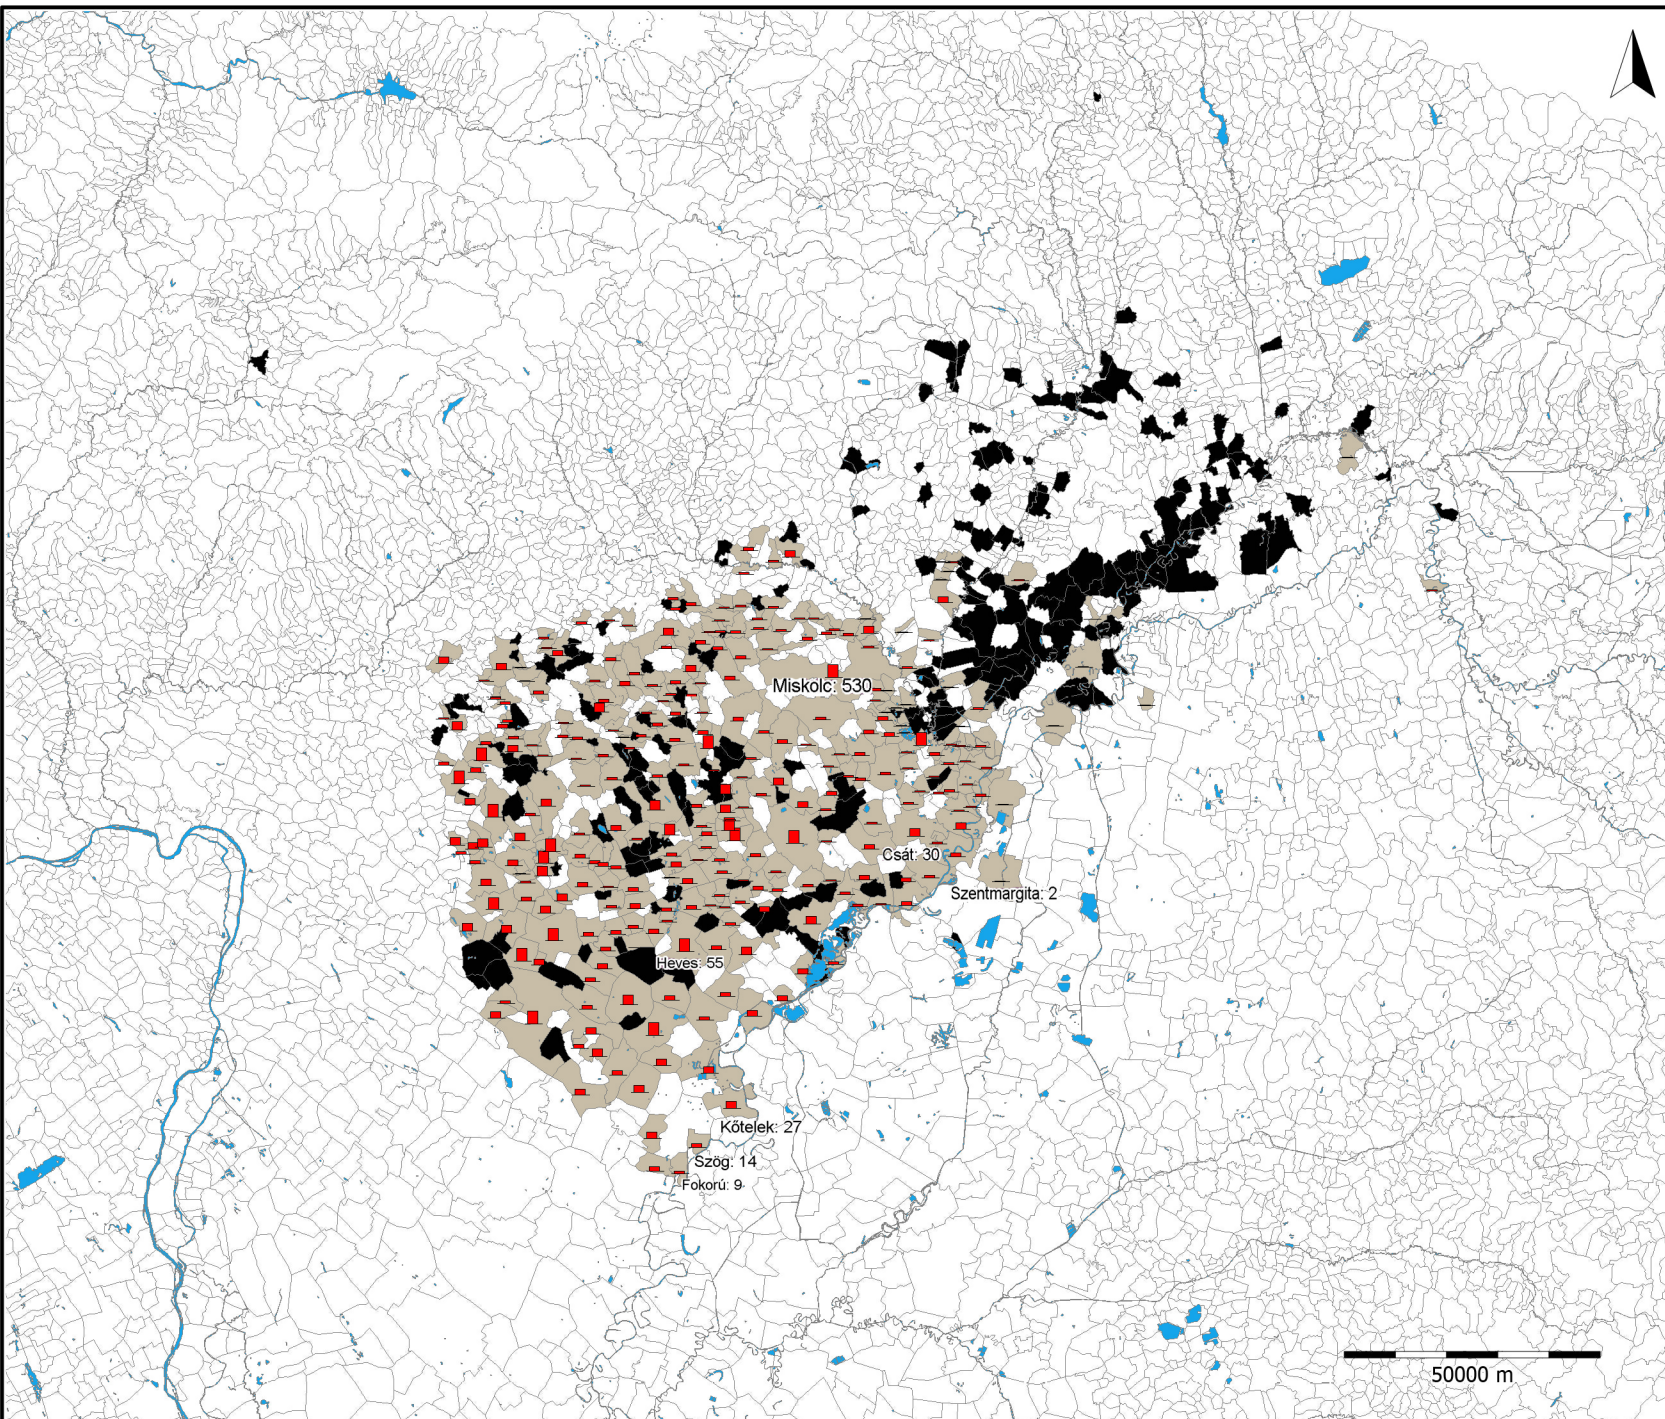 Miskolc: 530
Csát: 30
Szentmargita: 2
Heves: 55
Kőtelek: 27
Szög: 14
Fokorú: 9
50000 m